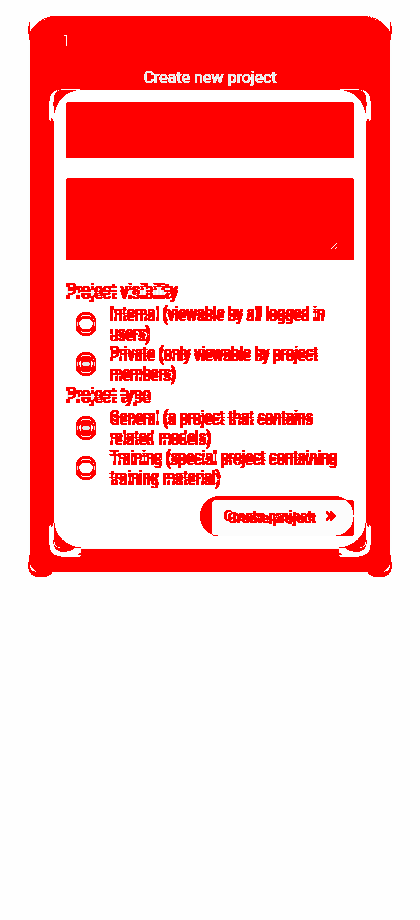 Create new project
Project visibility
Internal (viewable by all logged in
users)
Private (only viewable by project
members)
Project type
General (a project that contains
related models)
Training (special project containing
training material)
Create project »